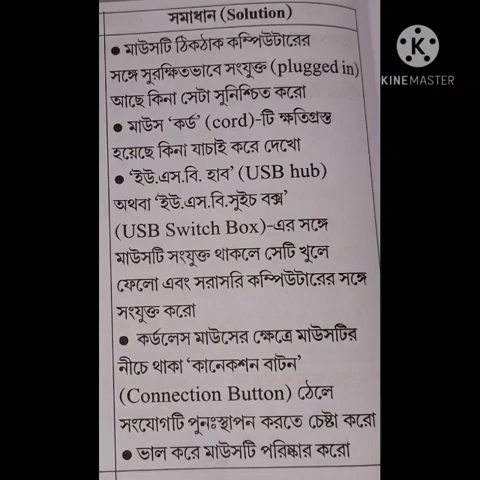 সমাধান (Solution)
● মাউসটি ঠিকঠাক কম্পিউটারের
সঙ্গে সুরক্ষিতভাবে সংযুক্ত (plugged in)
আছে কিনা সেটা সুনিশ্চিত করো
● মাউস ‘কর্ড’ (cord)-টি ক্ষতিগ্রস্ত
হয়েছে কিনা যাচাই করে দেখো
● ‘ইউ.এস.বি. হাব’ (USB hub)
অথবা ‘ইউ.এস.বি.সুইচ বক্স’
(USB Switch Box)-এর সঙ্গে
মাউসটি সংযুক্ত থাকলে সেটি খুলে
ফেলো এবং সরাসরি কম্পিউটারের সঙ্গে
সংযুক্ত করো
● কর্ডলেস মাউসের ক্ষেত্রে মাউসটির
নীচে থাকা ‘কানেকশন বাটন’
(Connection Button) ঠেলে
সংযোগটি পুনঃস্থাপন করতে চেষ্টা করো
● ভাল করে মাউসটি পরিষ্কার করো
K
KINEMASTER